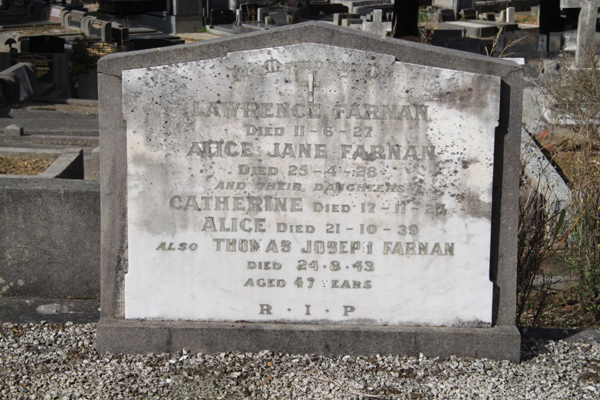 In Memory of
LAWRENCE FARNAN
DIED 11-6-27
ALICE JANE FARNAN
DIED 25-4-28
AND THEIR DAUGHTERS
CATHERINE DIED 17-11-24
ALICE DIED 21-10-39
ALSO THOMAS JOSEPH FARNAN
DIED 24-8-43
AGED 47 YEARS
R·I·P